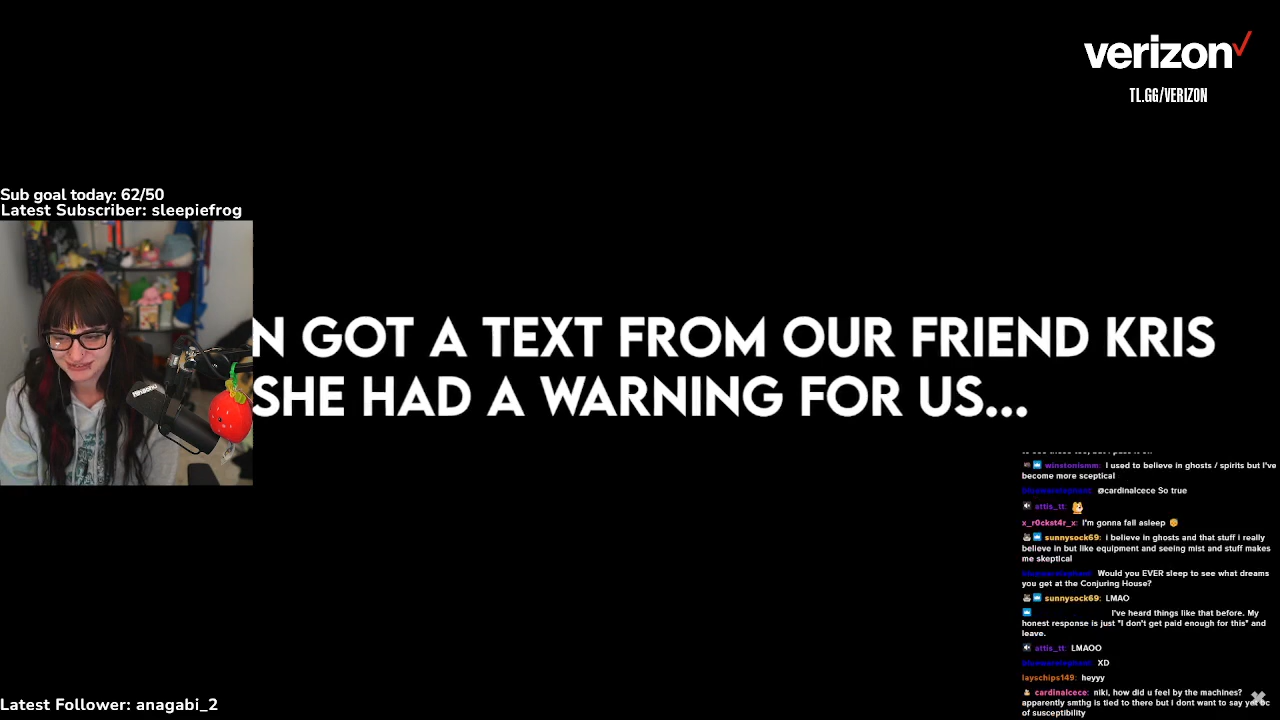 verizon
TL.GG/VERIZON
Sub goal today: 62/50
Latest Subscriber: sleepiefrog
N GOT A TEXT FROM OUR FRIEND KRIS
SHE HAD A WARNING FOR US...
winstonismm: I used to believe in ghosts / spirits but I've
become more sceptical
@cardinalcece So true
attis_tt:
x_r0ckst4r_x: I'm gonna fall asleep
sunnysock69: i believe in ghosts and that stuff i really
believe in but like equipment and seeing mist and stuff makes
me skeptical
Would you EVER sleep to see what dreams
you get at the Conjuring House?
sunnysock69: LMAO
I've heard things like that before. My
honest response is just "I don't get paid enough for this" and
leave.
attis_tt: LMAOO
XD
layschips149: heyyy
cardinalcece: niki, how did u feel by the machines?
apparently smthg is tied to there but i dont want to say yet bc
of susceptibility
Latest Follower: anagabi_2